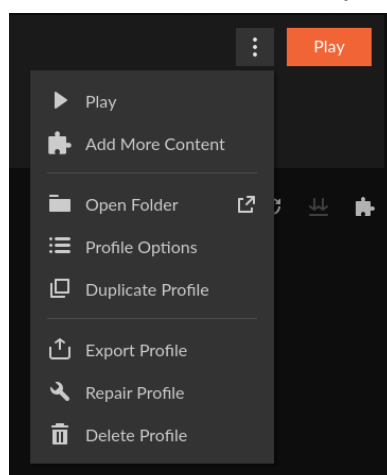 Play
Play
Add More Content
Open Folder
Profile Options
Duplicate Profile
Export Profile
Repair Profile
Delete Profile